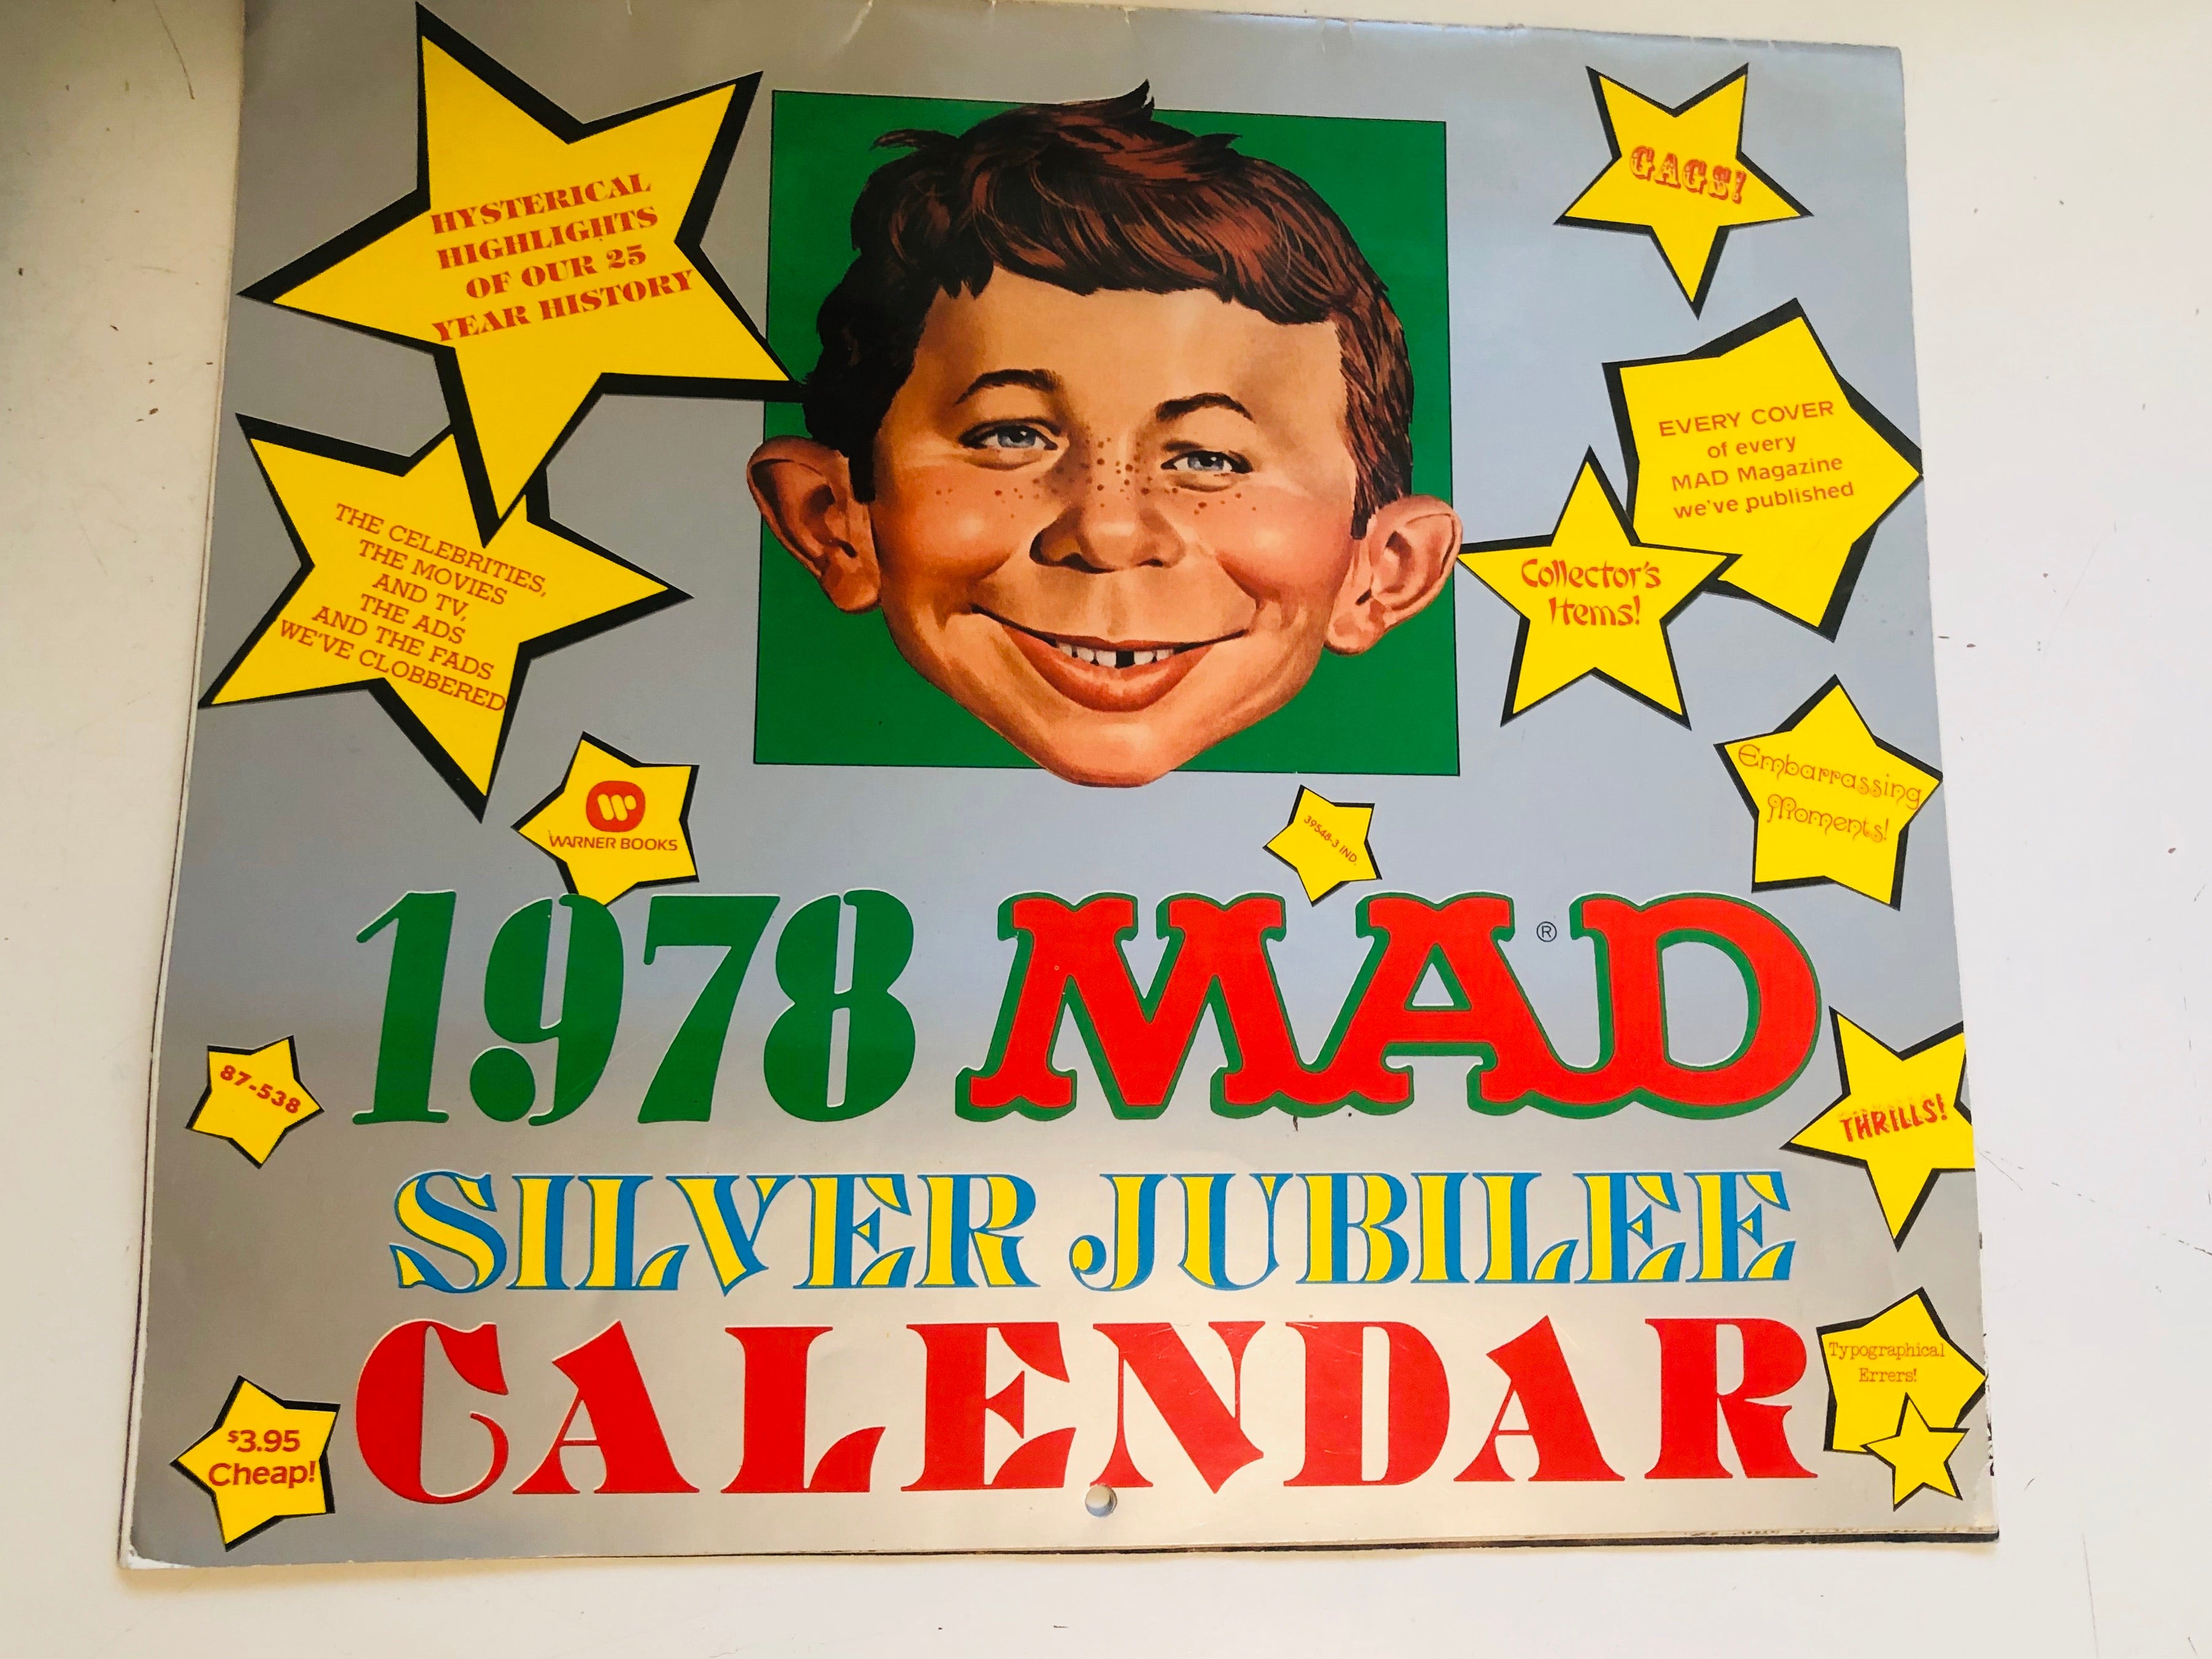 HYSTERICAL
HIGHLIGHTS
OF OUR 25
YEAR HISTORY
GAGS!
EVERY COVER
of every
MAD Magazine
we've published
THE CELEBRITIES,
THE MOVIES
AND TV,
THE ADS
AND THE FADS
WE'VE CLOBBERED
Collector's
Items!
Embarrassing
Moments!
W
WARNER BOOKS
39548-3 IND.
1978 MAD®
87-538
THRILLS!
SILVER JUBILEE
CALENDAR
Typographical
Errers!
$3.95
Cheap!